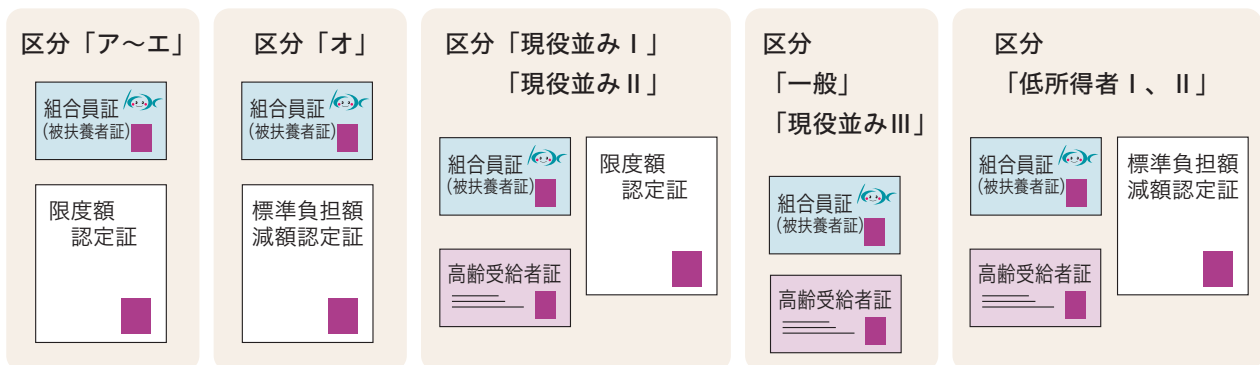 区分「ア～エ」
組合員証
(被扶養者証)
限度額
認定証
区分「オ」
組合員証
(被扶養者証)
標準負担額
減額認定証
区分「現役並みⅠ」
「現役並みⅡ」
組合員証
(被扶養者証)
限度額
認定証
高齢受給者証
区分
「一般」
「現役並みⅢ」
組合員証
(被扶養者証)
高齢受給者証
区分
「低所得者Ⅰ、Ⅱ」
組合員証
(被扶養者証)
標準負担額
減額認定証
高齢受給者証